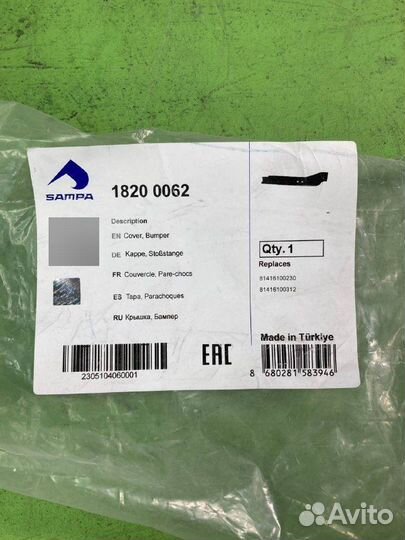 SAMPA
1820 0062
Description
EN Cover, Bumper
DE Kappe, Stoßstange
FR Couvercle, Pare-chocs
ES Tapa, Parachoques
RU Крышка, Бампер
Qty. 1
Replaces
81416100230
81416100312
2305104060001
EAC
Made in Türkiye
8 680281 583946
Avito